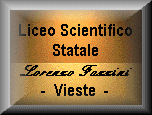 Liceo Scientifico
Statale
Lorenzo Fazzini
- Vieste -